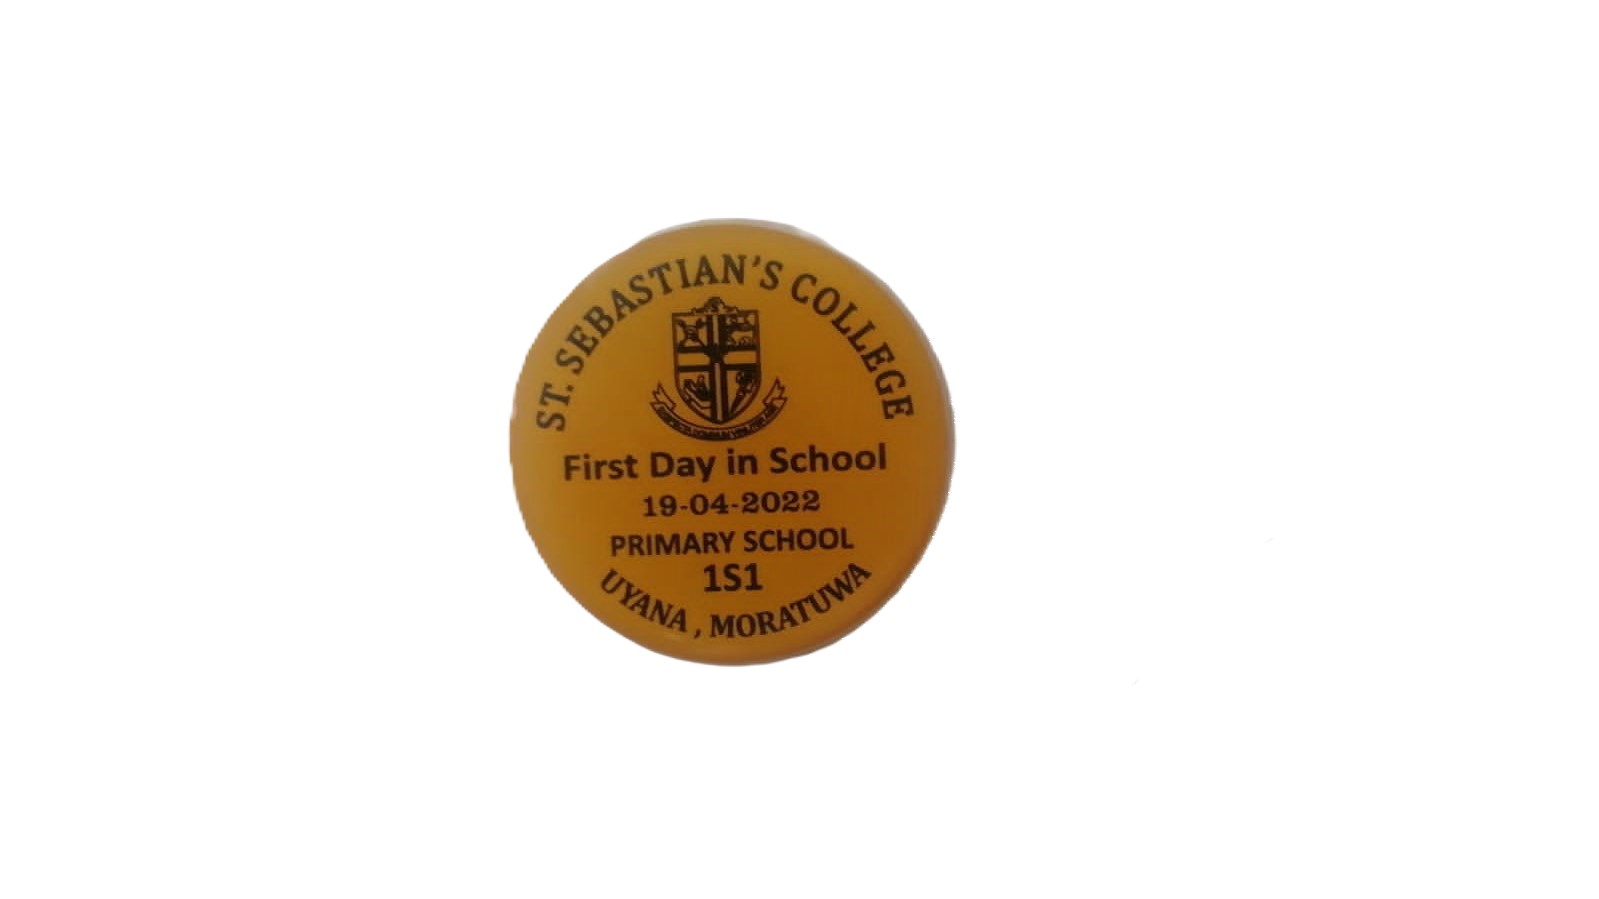 ST. SEBASTIAN'S COLLEGE
First Day in School
19-04-2022
PRIMARY SCHOOL
1S1
UYANA, MORATUWA